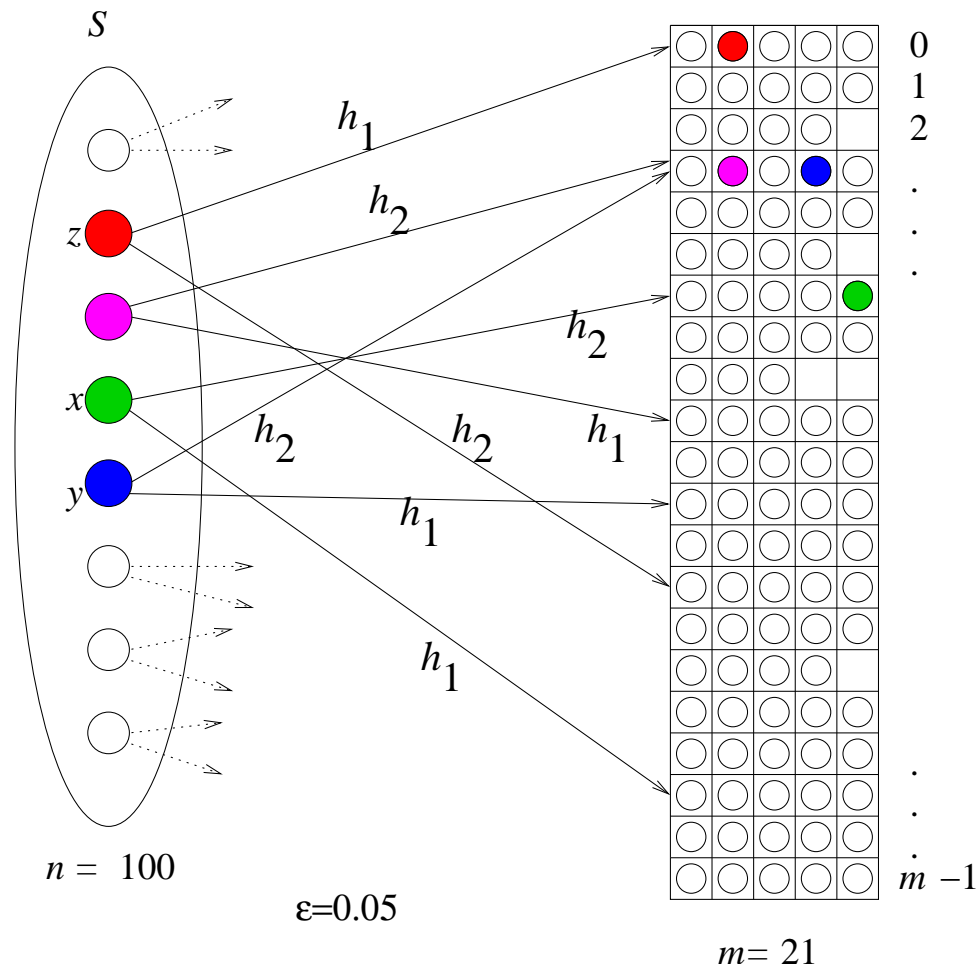 S
0
1
2
.
.
.
h1
h2
z
h2
x
h2
h2
h1
y
h1
h1
.
.
.
n = 100
m −1
ε=0.05
m= 21